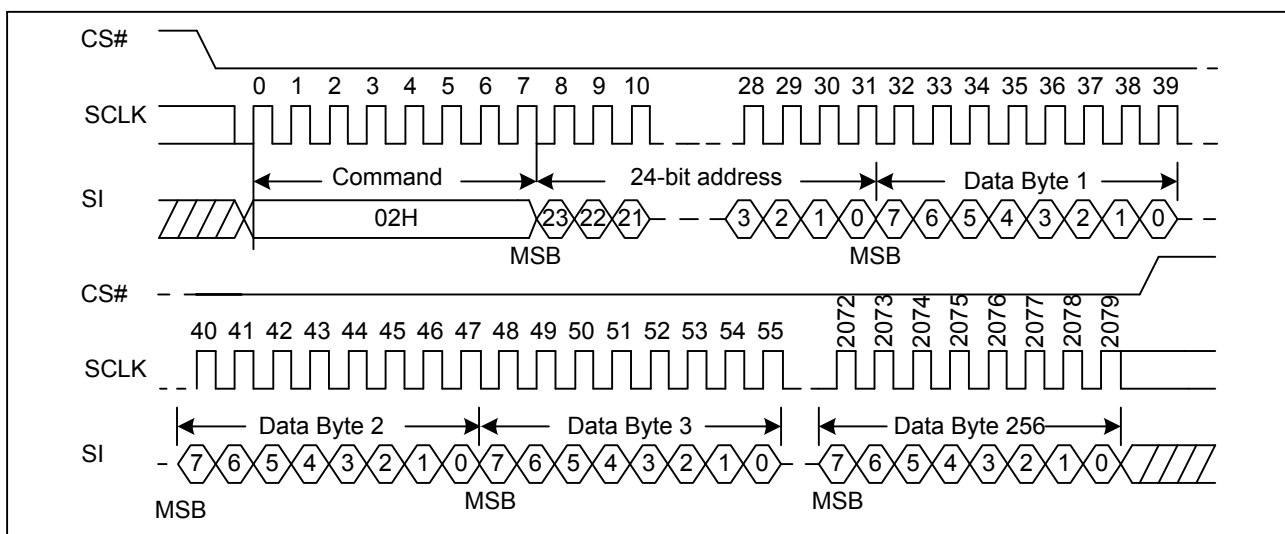 CS#
0 1 2 3 4 5 6 7 8 9 10 28 29 30 31 32 33 34 35 36 37 38 39
SCLK
Command 24-bit address Data Byte 1
SI
02H 23 22 21 3 2 1 0 7 6 5 4 3 2 1 0
MSB MSB
CS#
40 41 42 43 44 45 46 47 48 49 50 51 52 53 54 55 2072 2073 2074 2075 2076 2077 2078 2079
SCLK
Data Byte 2 Data Byte 3 Data Byte 256
SI
7 6 5 4 3 2 1 0 7 6 5 4 3 2 1 0 7 6 5 4 3 2 1 0
MSB MSB MSB